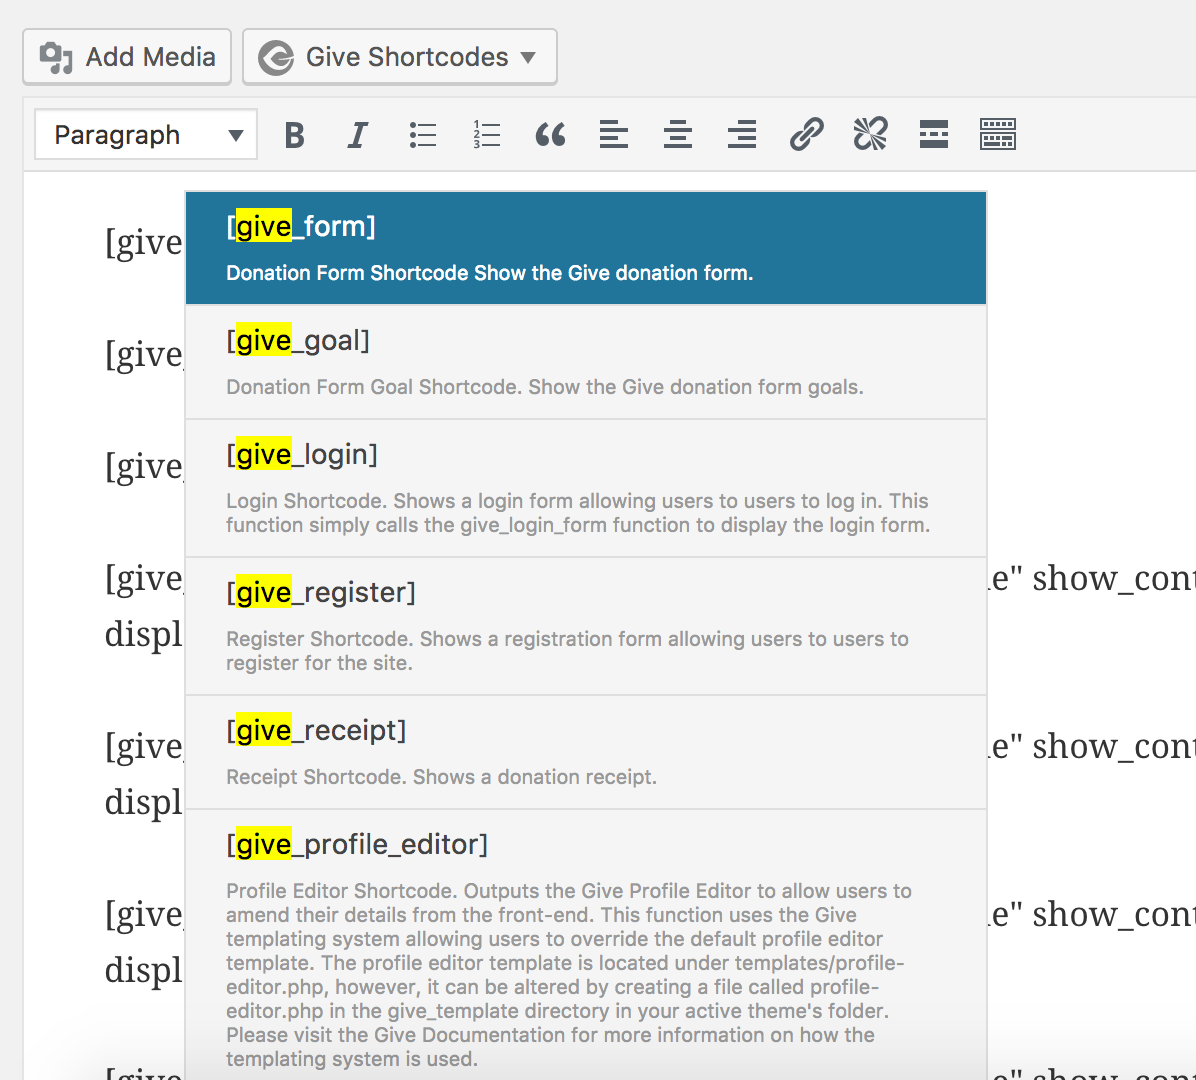 Add Media
Give Shortcodes
Paragraph
B I
1
2
3
[give
[give_form]
Donation Form Shortcode Show the Give donation form.
[give_
[give_goal]
Donation Form Goal Shortcode. Show the Give donation form goals.
[give_
[give_login]
Login Shortcode. Shows a login form allowing users to users to log in. This
function simply calls the give_login_form function to display the login form.
[give_
[give_register]
e" show_cont
displ
Register Shortcode. Shows a registration form allowing users to users to
register for the site.
[give_
[give_receipt]
e" show_cont
displ
Receipt Shortcode. Shows a donation receipt.
[give_profile_editor]
Profile Editor Shortcode. Outputs the Give Profile Editor to allow users to
[give_
amend their details from the front-end. This function uses the Give
e" show_cont
templating system allowing users to override the default profile editor
displ
template. The profile editor template is located under templates/profile-
editor.php, however, it can be altered by creating a file called profile-
editor.php in the give_template directory in your active theme's folder.
Please visit the Give Documentation for more information on how the
templating system is used.
[give
e" show_cont